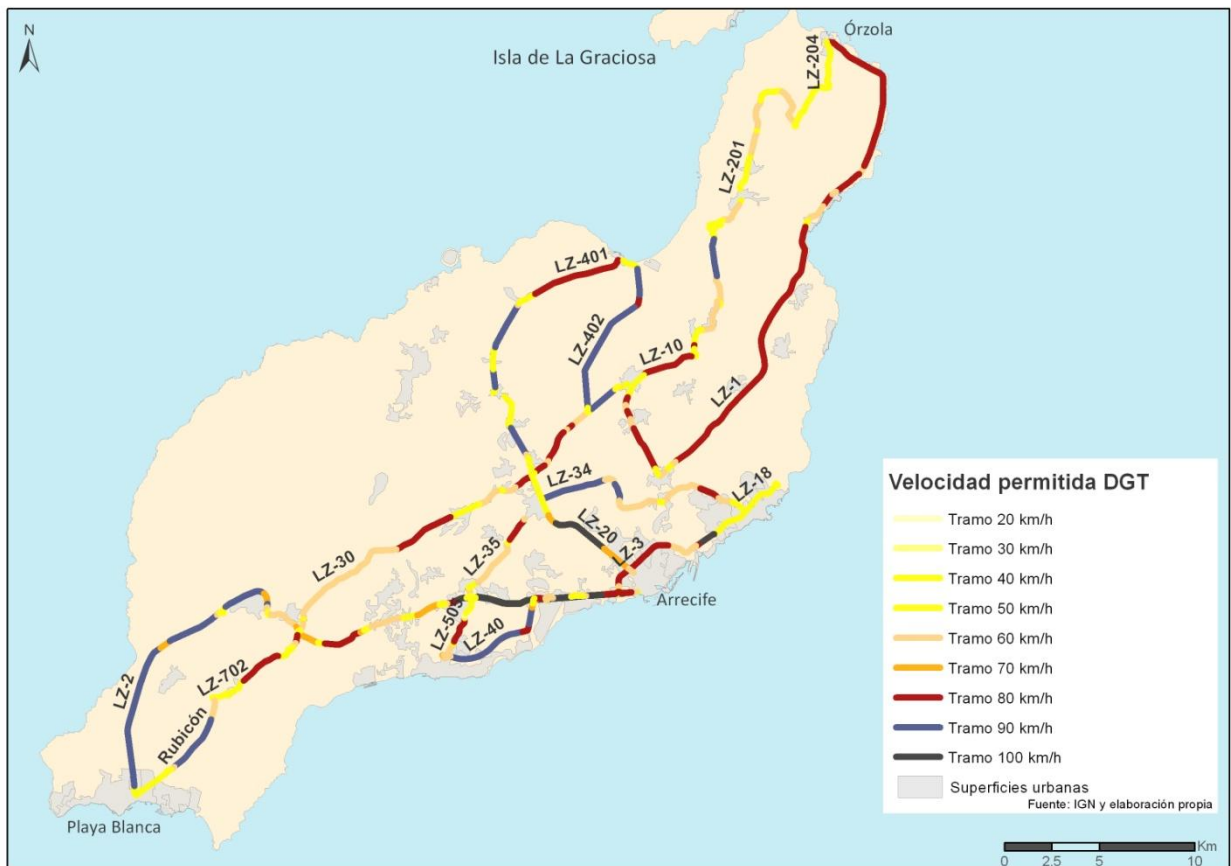 N
Isla de La Graciosa
Órzola
LZ-204
LZ-201
LZ-401
LZ-402
LZ-10
LZ-1
LZ-34
LZ-18
LZ-20
LZ-3
LZ-35
LZ-30
LZ-503
LZ-40
Arrecife
LZ-702
LZ-2
Rubicón
Playa Blanca
Velocidad permitida DGT
Tramo 20 km/h
Tramo 30 km/h
Tramo 40 km/h
Tramo 50 km/h
Tramo 60 km/h
Tramo 70 km/h
Tramo 80 km/h
Tramo 90 km/h
Tramo 100 km/h
Superficies urbanas
Fuente: IGN y elaboración propia
Km
0 2.5 5 10